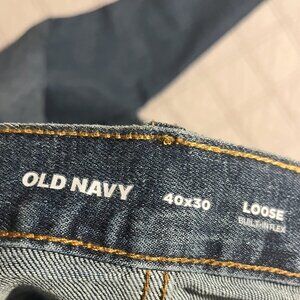 OLD NAVY 40x30 LOOSE
BUILT-IN FLEX